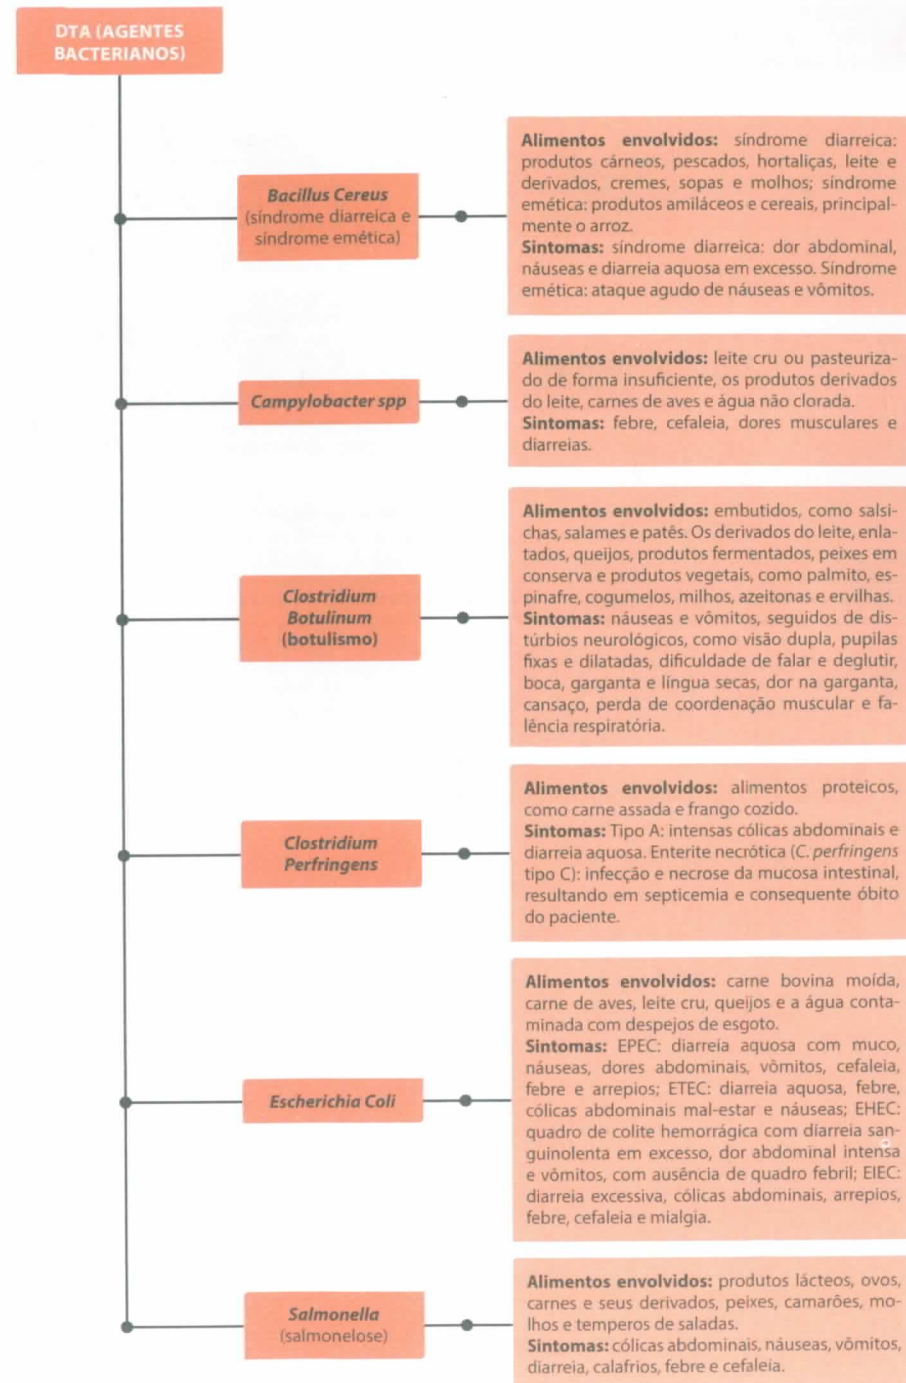 DTA (AGENTES
BACTERIANOS)
Bacillus Cereus
(síndrome diarreica e
síndrome emética)
Alimentos envolvidos: síndrome diarreica:
produtos cárneos, pescados, hortaliças, leite e
derivados, cremes, sopas e molhos; síndrome
emética: produtos amiláceos e cereais, principal-
mente o arroz.
Sintomas: síndrome diarreica: dor abdominal,
náuseas e diarreia aquosa em excesso. Síndrome
emética: ataque agudo de náuseas e vômitos.
Campylobacter spp
Alimentos envolvidos: leite cru ou pasteuriza-
do de forma insuficiente, os produtos derivados
do leite, carnes de aves e água não clorada.
Sintomas: febre, cefaleia, dores musculares e
diarreias.
Clostridium
Botulinum
(botulismo)
Alimentos envolvidos: embutidos, como salsi-
chas, salames e patês. Os derivados do leite, enla-
tados, queijos, produtos fermentados, peixes em
conserva e produtos vegetais, como palmito, es-
pinafre, cogumelos, milhos, azeitonas e ervilhas.
Sintomas: náuseas e vômitos, seguidos de dis-
túrbios neurológicos, como visão dupla, pupilas
fixas e dilatadas, dificuldade de falar e deglutir,
boca, garganta e língua secas, dor na garganta,
cansaço, perda de coordenação muscular e fa-
lência respiratória.
Clostridium
Perfringens
Alimentos envolvidos: alimentos proteicos,
como carne assada e frango cozido.
Sintomas: Tipo A: intensas cólicas abdominais e
diarreia aquosa. Enterite necrótica (C. perfringens
tipo C): infecção e necrose da mucosa intestinal,
resultando em septicemia e consequente óbito
do paciente.
Escherichia Coli
Alimentos envolvidos: carne bovina moída,
carne de aves, leite cru, queijos e a água conta-
minada com despejos de esgoto.
Sintomas: EPEC: diarreia aquosa com muco,
náuseas, dores abdominais, vômitos, cefaleia,
febre e arrepios; ETEC: diarreia aquosa, febre,
cólicas abdominais mal-estar e náuseas; EHEC:
quadro de colite hemorrágica com diarreia san-
guinolenta em excesso, dor abdominal intensa
e vômitos, com ausência de quadro febril; EIEC:
diarreia excessiva, cólicas abdominais, arrepios,
febre, cefaleia e mialgia.
Salmonella
(salmonelose)
Alimentos envolvidos: produtos lácteos, ovos,
carnes e seus derivados, peixes, camarões, mo-
lhos e temperos de saladas.
Sintomas: cólicas abdominais, náuseas, vômitos,
diarreia, calafrios, febre e cefaleia.